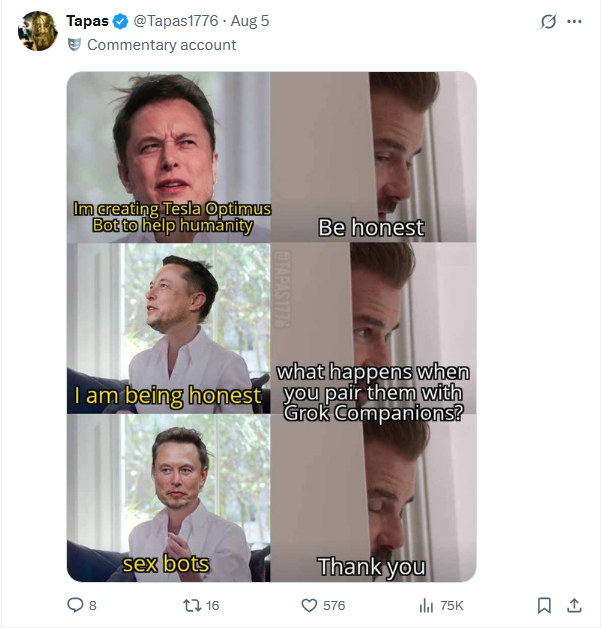 Tapas @Tapas1776 · Aug 5
Commentary account
Im creating Tesla Optimus
Bot to help humanity
Be honest
@TAPAS1776
I am being honest
what happens when
you pair them with
Grok Companions?
sex bots
Thank you
8 16 576 75K